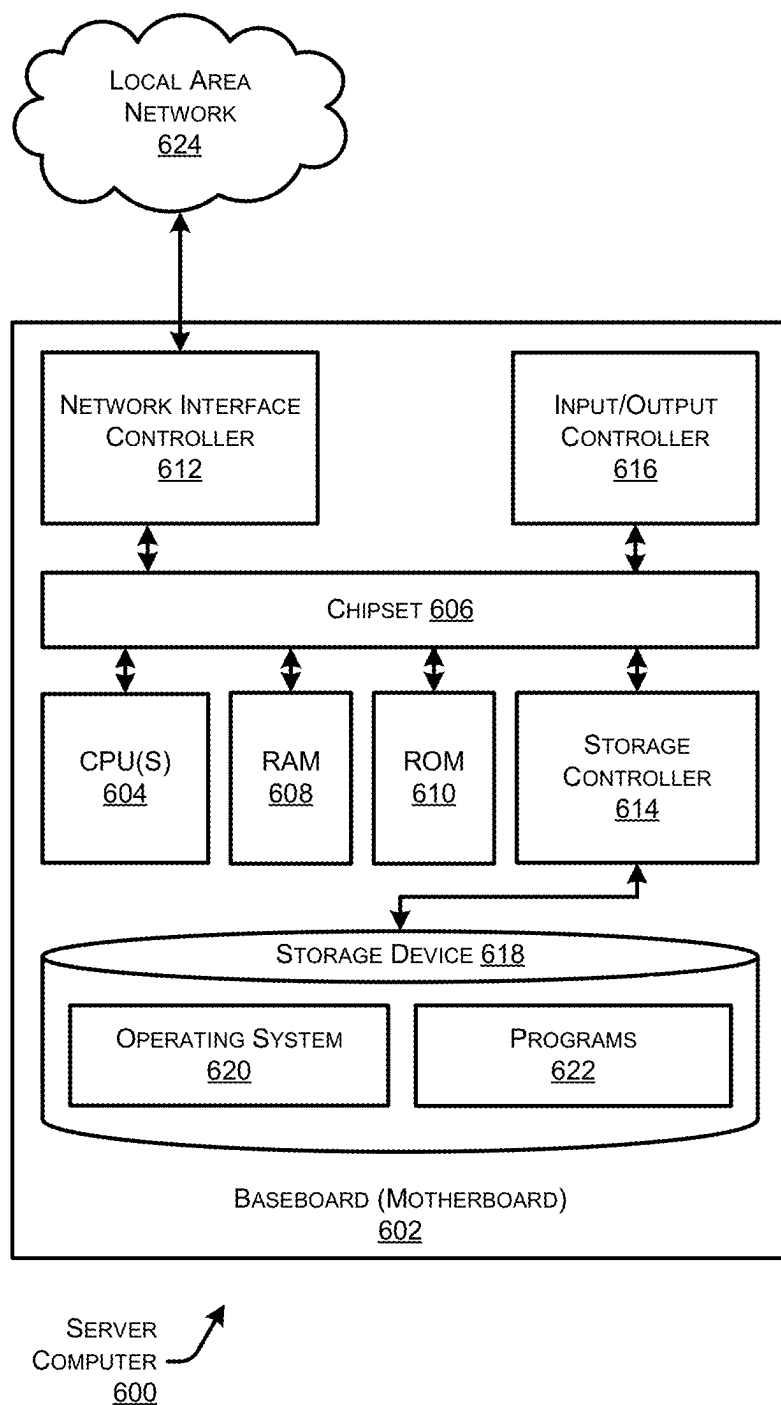 LOCAL AREA
NETWORK
624
NETWORK INTERFACE
CONTROLLER
612
INPUT/OUTPUT
CONTROLLER
616
CHIPSET 606
CPU(S)
604
RAM
608
ROM
610
STORAGE
CONTROLLER
614
STORAGE DEVICE 618
OPERATING SYSTEM
620
PROGRAMS
622
BASEBOARD (MOTHERBOARD)
602
SERVER
COMPUTER
600